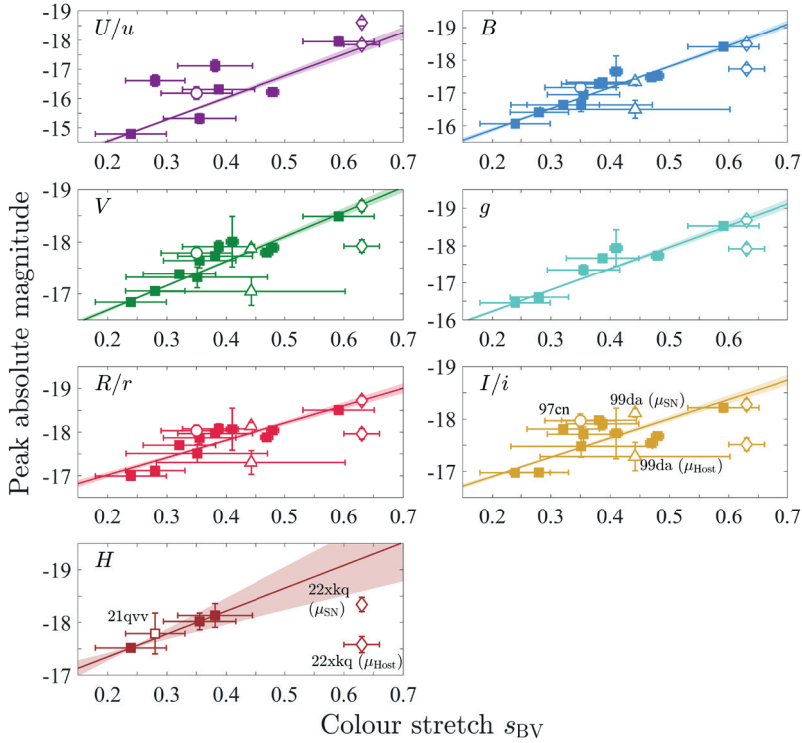 U/u
-19
-18
-17
-16
-15
0.2 0.3 0.4 0.5 0.6 0.7
B
-19
-18
-17
-16
0.2 0.3 0.4 0.5 0.6 0.7
V
-19
-18
-17
0.2 0.3 0.4 0.5 0.6 0.7
g
-19
-18
-17
-16
0.2 0.3 0.4 0.5 0.6 0.7
Peak absolute magnitude
R/r
-19
-18
-17
0.2 0.3 0.4 0.5 0.6 0.7
I/i
-19
-18
-17
97cn
99da (μSN)
99da (μHost)
0.2 0.3 0.4 0.5 0.6 0.7
H
-19
-18
-17
21qvv
22xkq
(μSN)
22xkq (μHost)
0.2 0.3 0.4 0.5 0.6 0.7
Colour stretch sBV